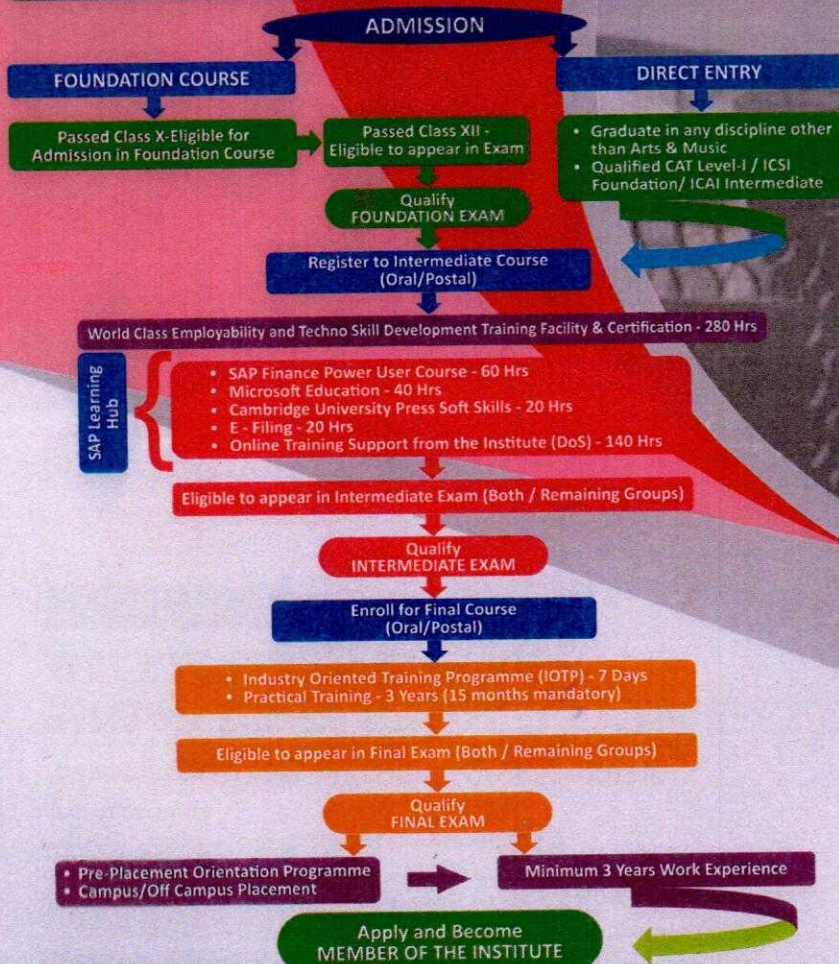 ADMISSION
FOUNDATION COURSE
DIRECT ENTRY
Passed Class X-Eligible for
Admission in Foundation Course
Passed Class XII -
Eligible to appear in Exam
• Graduate in any discipline other
than Arts & Music
• Qualified CAT Level-I / ICSI
Foundation/ ICAI Intermediate
Qualify
FOUNDATION EXAM
Register to Intermediate Course
(Oral/Postal)
World Class Employability and Techno Skill Development Training Facility & Certification - 280 Hrs
SAP Learning
Hub
• SAP Finance Power User Course - 60 Hrs
• Microsoft Education - 40 Hrs
• Cambridge University Press Soft Skills - 20 Hrs
• E - Filing - 20 Hrs
• Online Training Support from the Institute (DoS) - 140 Hrs
Eligible to appear in Intermediate Exam (Both / Remaining Groups)
Qualify
INTERMEDIATE EXAM
Enroll for Final Course
(Oral/Postal)
• Industry Oriented Training Programme (IOTP) - 7 Days
• Practical Training - 3 Years (15 months mandatory)
Eligible to appear in Final Exam (Both / Remaining Groups)
Qualify
FINAL EXAM
• Pre-Placement Orientation Programme
• Campus/Off Campus Placement
Minimum 3 Years Work Experience
Apply and Become
MEMBER OF THE INSTITUTE